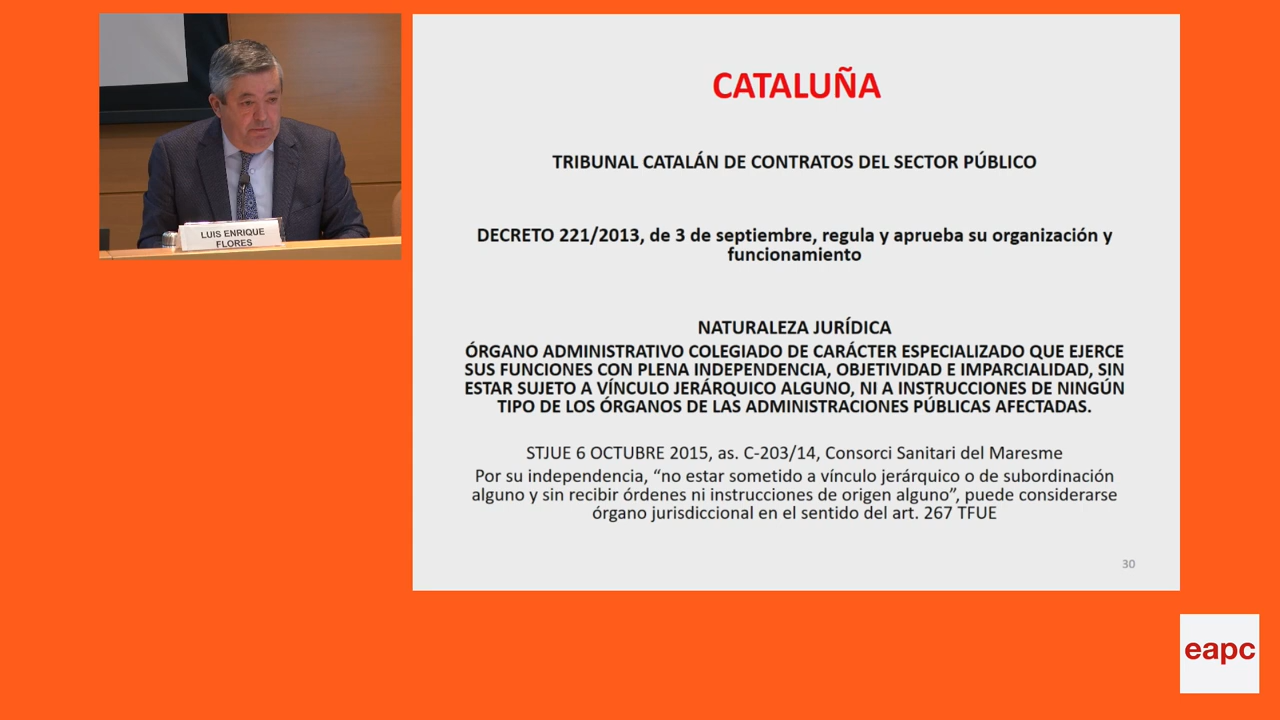 LUIS ENRIQUE
FLORES
CATALUÑA
TRIBUNAL CATALÁN DE CONTRATOS DEL SECTOR PÚBLICO
DECRETO 221/2013, de 3 de septiembre, regula y aprueba su organización y
funcionamiento
NATURALEZA JURÍDICA
ÓRGANO ADMINISTRATIVO COLEGIADO DE CARÁCTER ESPECIALIZADO QUE EJERCE
SUS FUNCIONES CON PLENA INDEPENDENCIA, OBJETIVIDAD E IMPARCIALIDAD, SIN
ESTAR SUJETO A VÍNCULO JERÁRQUICO ALGUNO, NI A INSTRUCCIONES DE NINGÚN
TIPO DE LOS ÓRGANOS DE LAS ADMINISTRACIONES PÚBLICAS AFECTADAS.
STJUE 6 OCTUBRE 2015, as. C-203/14, Consorci Sanitari del Maresme
Por su independencia, “no estar sometido a vínculo jerárquico o de subordinación
alguno y sin recibir órdenes ni instrucciones de origen alguno”, puede considerarse
órgano jurisdiccional en el sentido del art. 267 TFUE
30
eapc